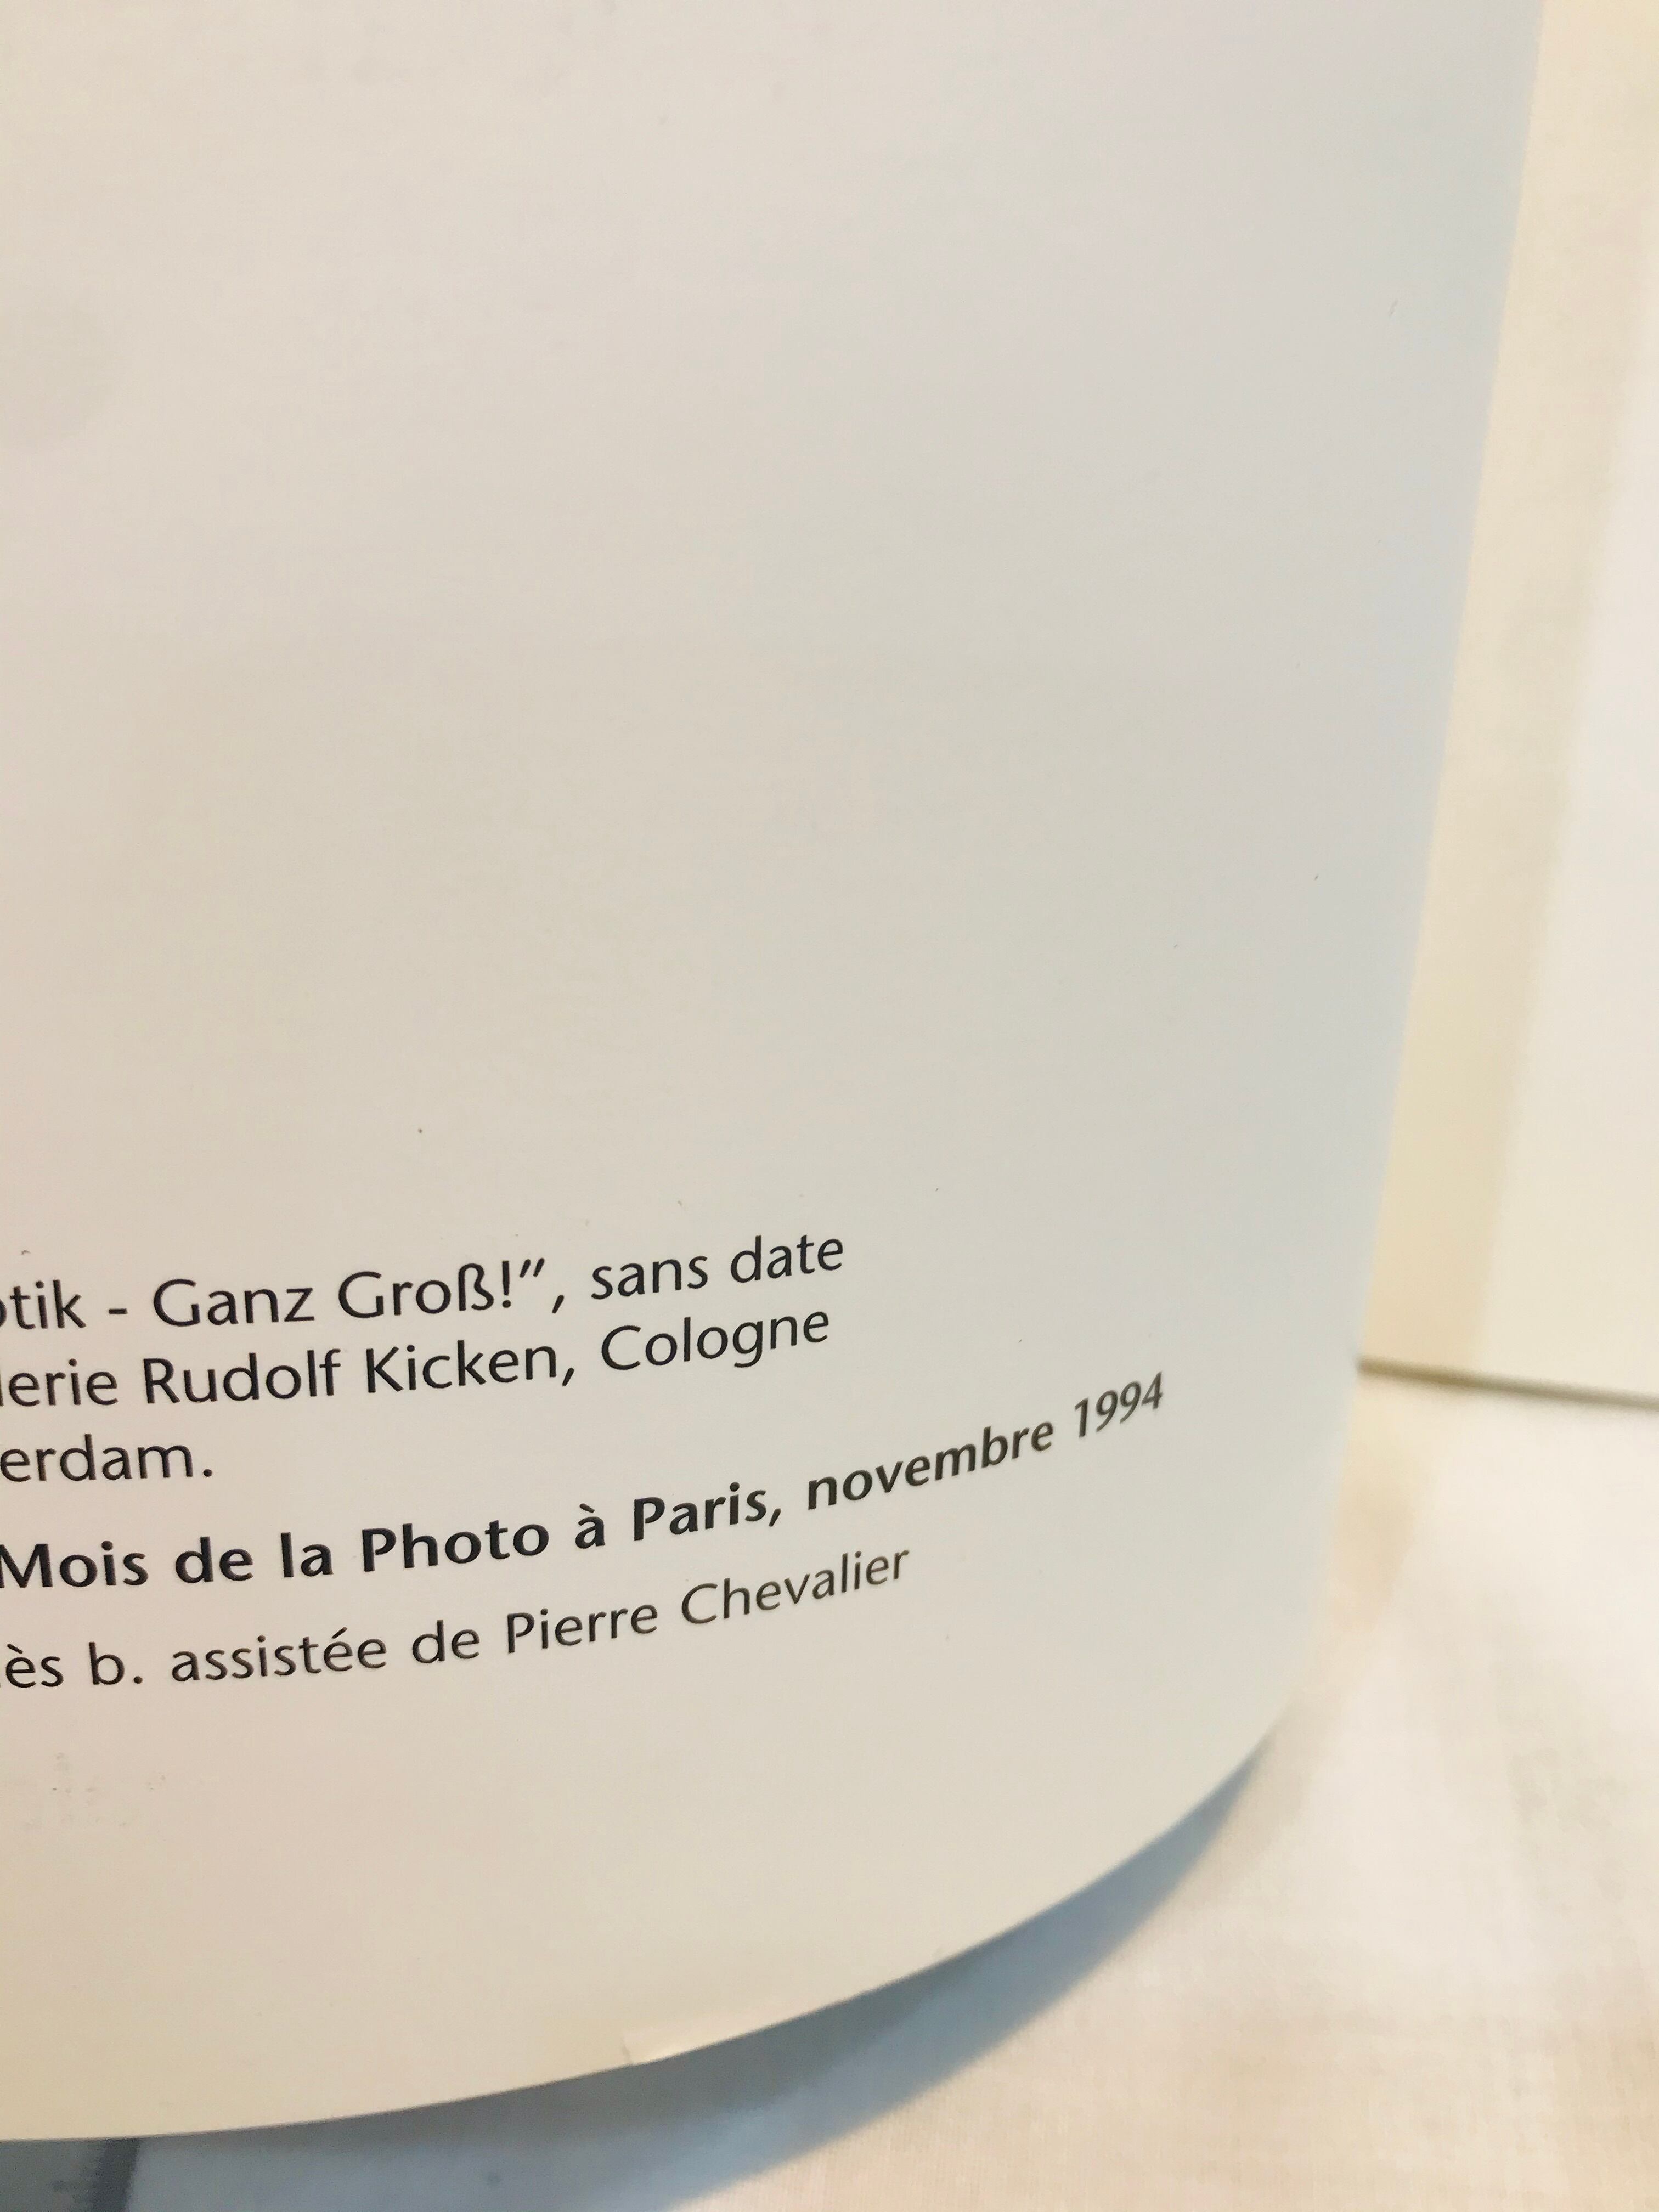 otik - Ganz Groß!", sans date
lerie Rudolf Kicken, Cologne
erdam.
Mois de la Photo à Paris, novembre 1994
ès b. assistée de Pierre Chevalier